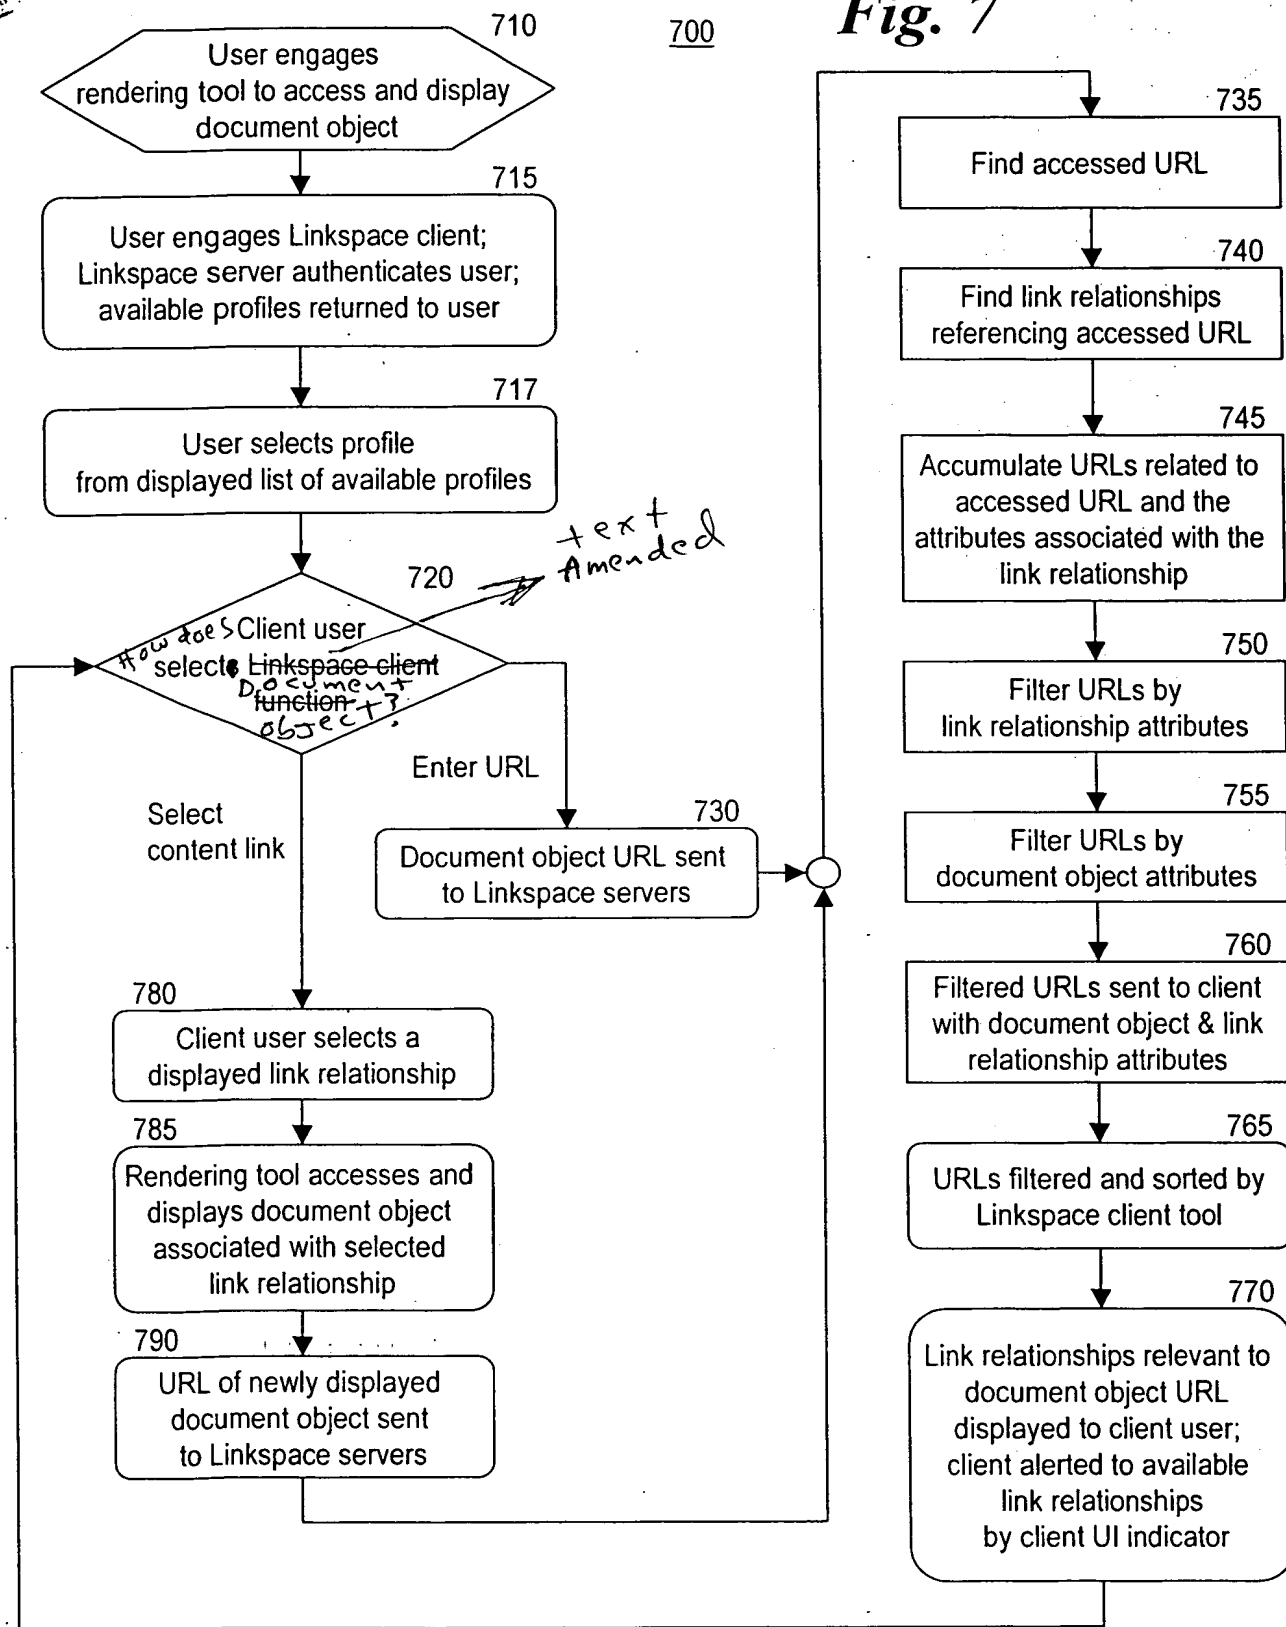 Fig. 7
700
710
User engages
rendering tool to access and display
document object
715
User engages Linkspace client;
Linkspace server authenticates user;
available profiles returned to user
717
User selects profile
from displayed list of available profiles
text
Amended
720
How does Client user
selects Linkspace client
Document
function
object?
Enter URL
Select
content link
730
Document object URL sent
to Linkspace servers
780
Client user selects a
displayed link relationship
785
Rendering tool accesses and
displays document object
associated with selected
link relationship
790
URL of newly displayed
document object sent
to Linkspace servers
735
Find accessed URL
740
Find link relationships
referencing accessed URL
745
Accumulate URLs related to
accessed URL and the
attributes associated with the
link relationship
750
Filter URLs by
link relationship attributes
755
Filter URLs by
document object attributes
760
Filtered URLs sent to client
with document object & link
relationship attributes
765
URLs filtered and sorted by
Linkspace client tool
770
Link relationships relevant to
document object URL
displayed to client user;
client alerted to available
link relationships
by client UI indicator